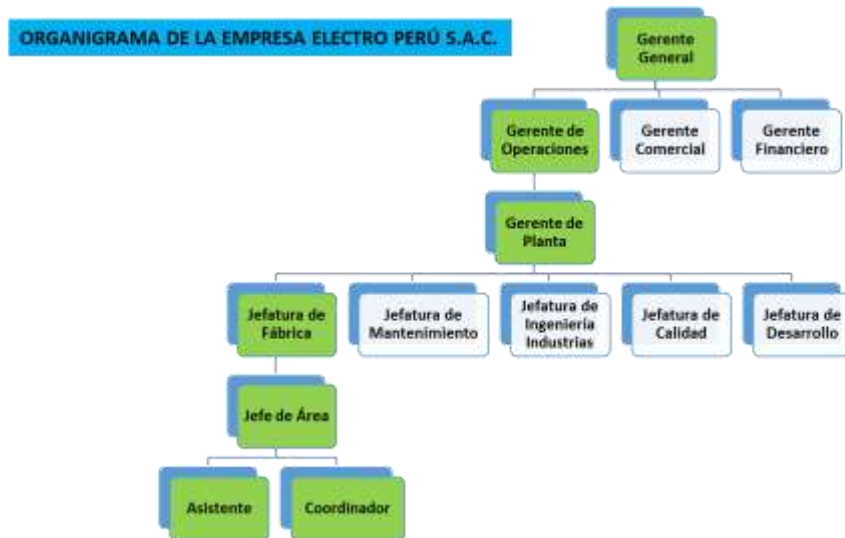 ORGANIGRAMA DE LA EMPRESA ELECTRO PERÚ S.A.C.
Gerente
General
Gerente de
Operaciones
Gerente
Comercial
Gerente
Financiero
Gerente de
Planta
Jefatura de
Fábrica
Jefatura de
Mantenimiento
Jefatura de
Ingeniería
Industrias
Jefatura de
Calidad
Jefatura de
Desarrollo
Jefe de Área
Asistente
Coordinador